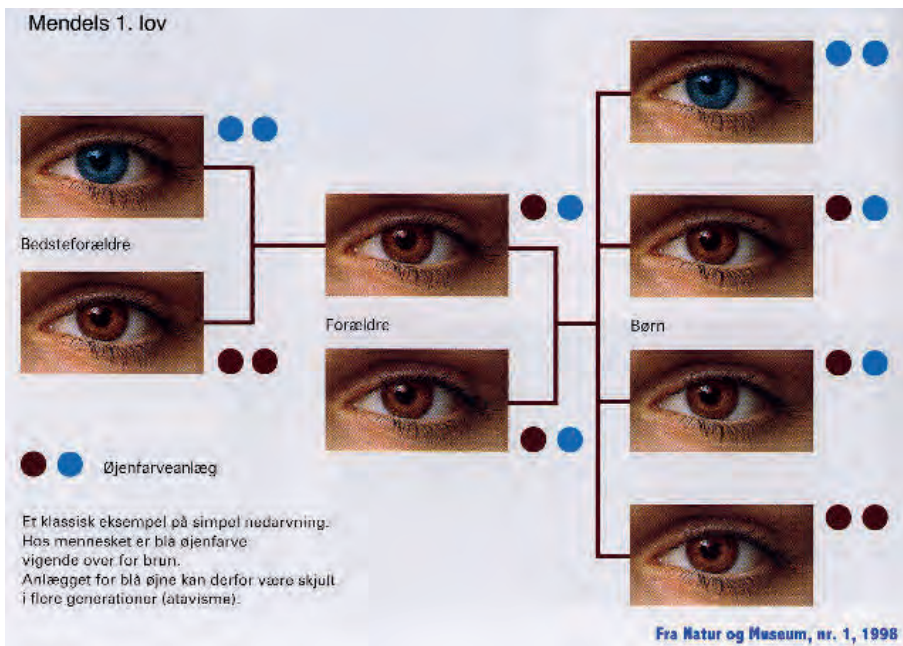 Mendels 1. lov
Bedsteforældre
Forældre
Børn
Øjenfarveanlæg
Et klassisk eksempel på simpel nedarvning.
Hos mennesket er blå øjenfarve
vigende over for brun.
Anlægget for blå øjne kan derfor være skjult
i flere generationer (atavisme).
Fra Natur og Museum, nr. 1, 1998